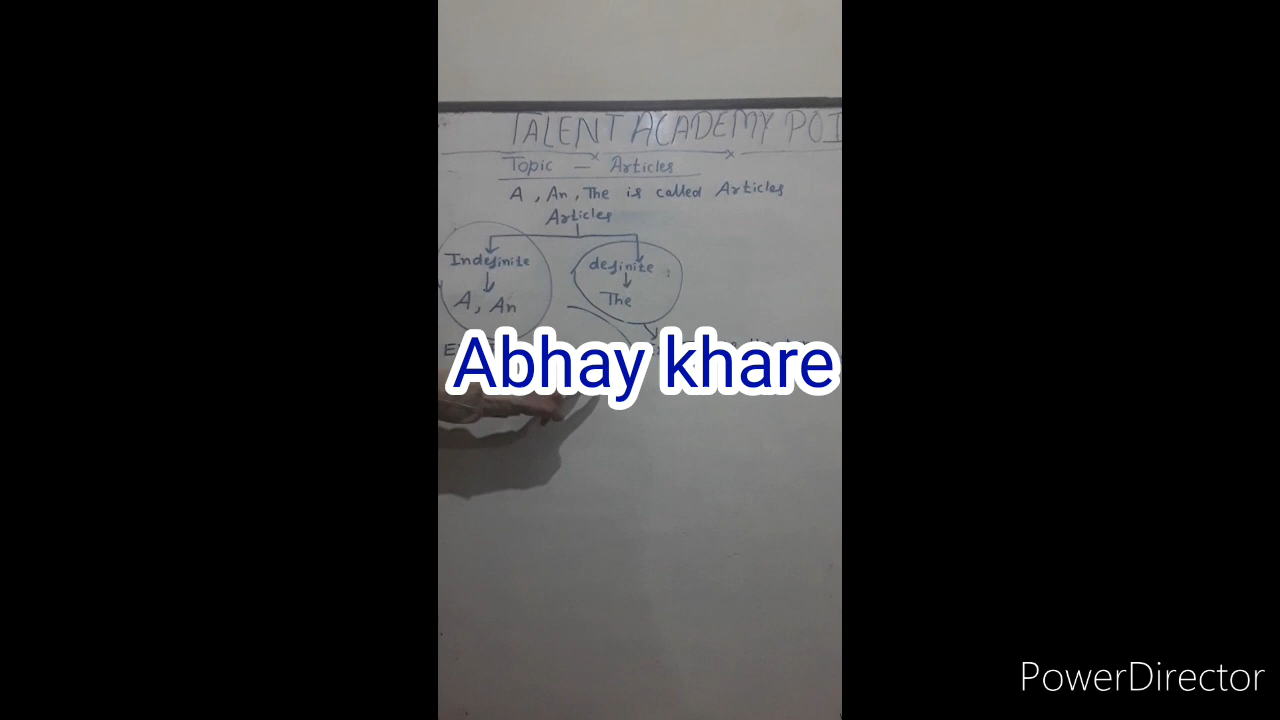 TALENT ACADEMY POI
Topic — Articles
A, An, The is called Articles
Articles
Indefinite definite
A, An The
Abhay khare
PowerDirector